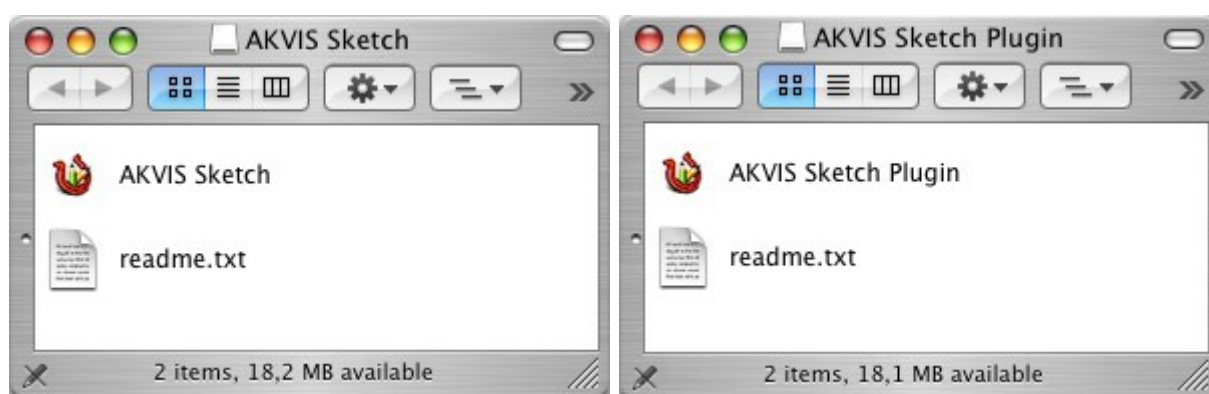 AKVIS Sketch
AKVIS Sketch
readme.txt
2 items, 18,2 MB available
AKVIS Sketch Plugin
AKVIS Sketch Plugin
readme.txt
2 items, 18,1 MB available